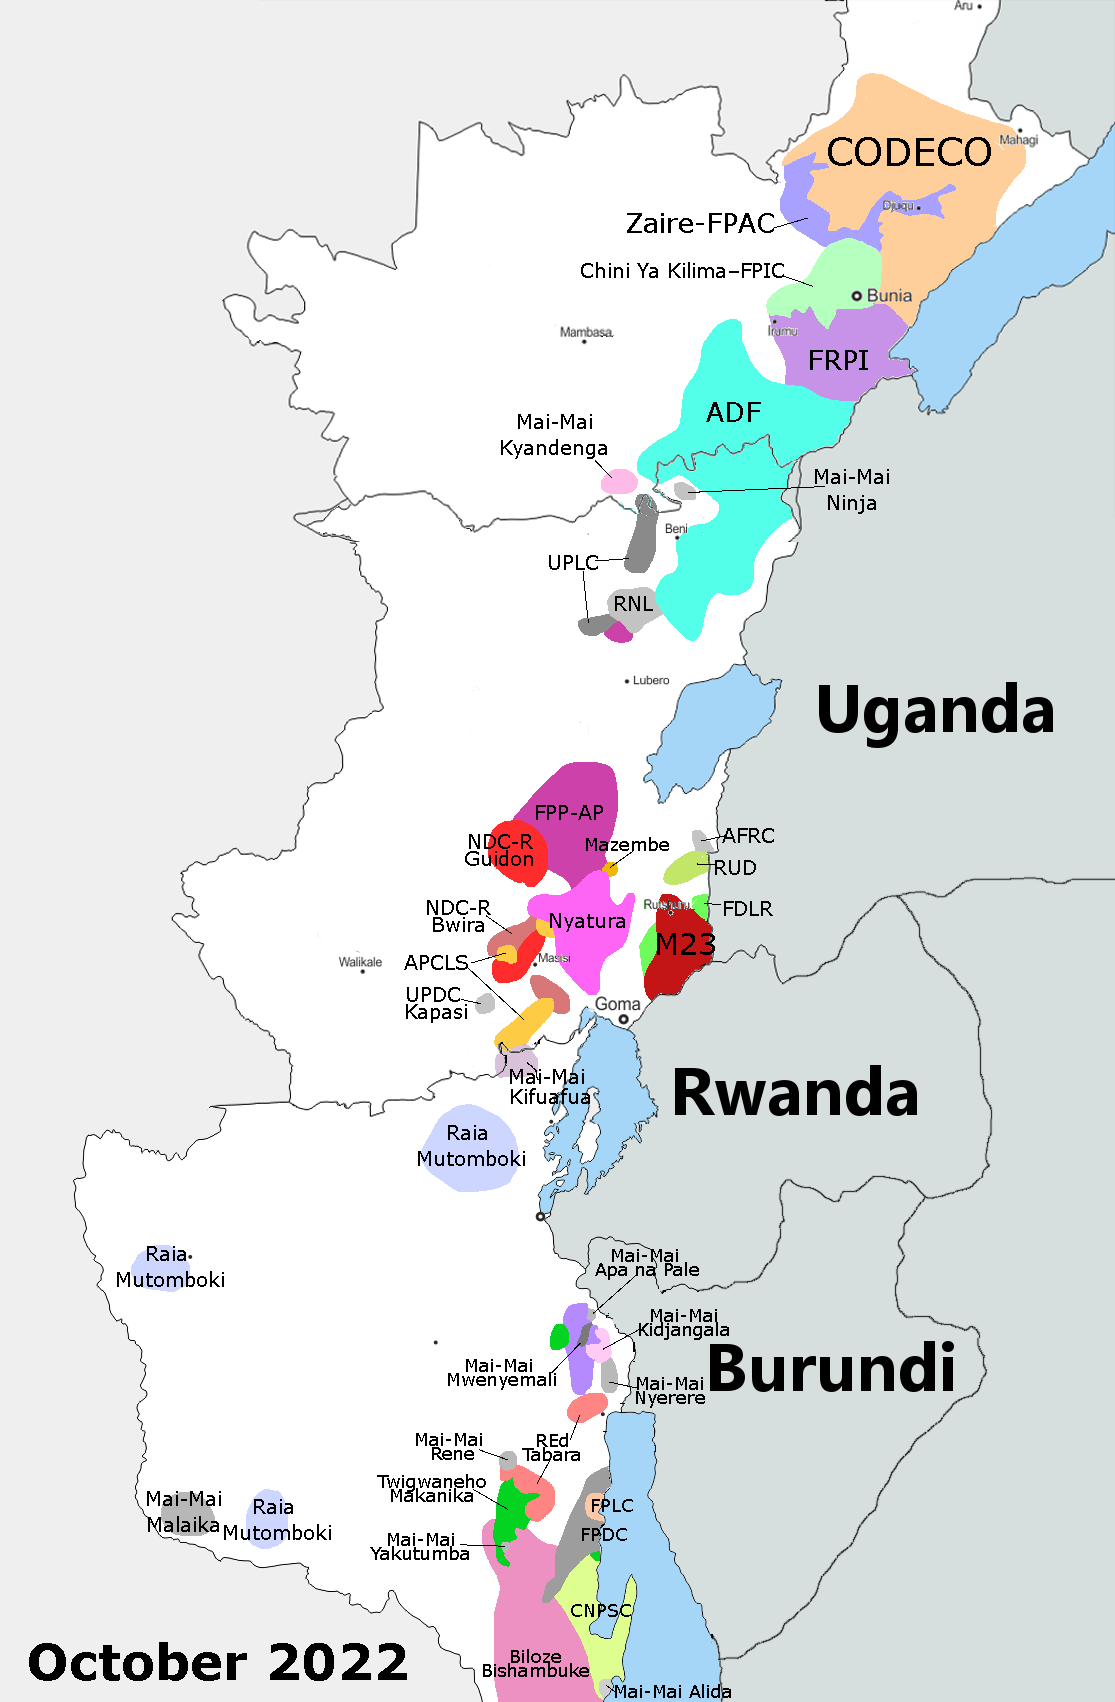 Aru
Mahagi
CODECO
Djugu
Zaire-FPAC
Chini Ya Kilima–FPIC
Bunia
Irumu
Mambasa
FRPI
ADF
Mai-Mai
Kyandenga
Mai-Mai
Ninja
Beni
UPLC
RNL
Lubero
Uganda
FPP-AP
NDC-R
Guidon
Mazembe
AFRC
RUD
NDC-R
Bwira
Nyatura
Rutshuru
FDLR
M23
APCLS
Masisi
Walikale
UPDC
Kapasi
Goma
Mai-Mai
Kifuafua
Rwanda
Raia
Mutomboki
Raia
Mutomboki
Mai-Mai
Apa na Pale
Mai-Mai
Kidjangala
Mai-Mai
Mwenyemali
Burundi
Mai-Mai
Nyerere
REd
Tabara
Mai-Mai
Rene
Twigwaneho
Makanika
Mai-Mai
Malaika
Raia
Mutomboki
FPLC
FPDC
Mai-Mai
Yakutumba
CNPSC
Biloze
Bishambuke
Mai-Mai Alida
October 2022